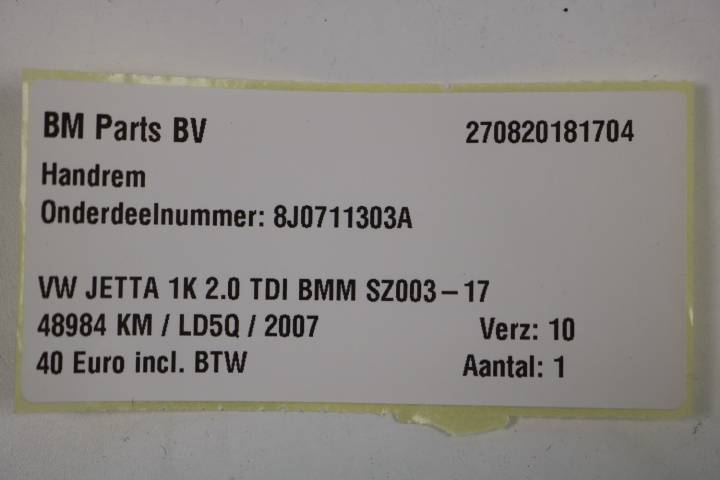 BM Parts BV 270820181704
Handrem
Onderdeelnummer: 8J0711303A
VW JETTA 1K 2.0 TDI BMM SZ003-17
48984 KM / LD5Q / 2007 Verz: 10
40 Euro incl. BTW Aantal: 1